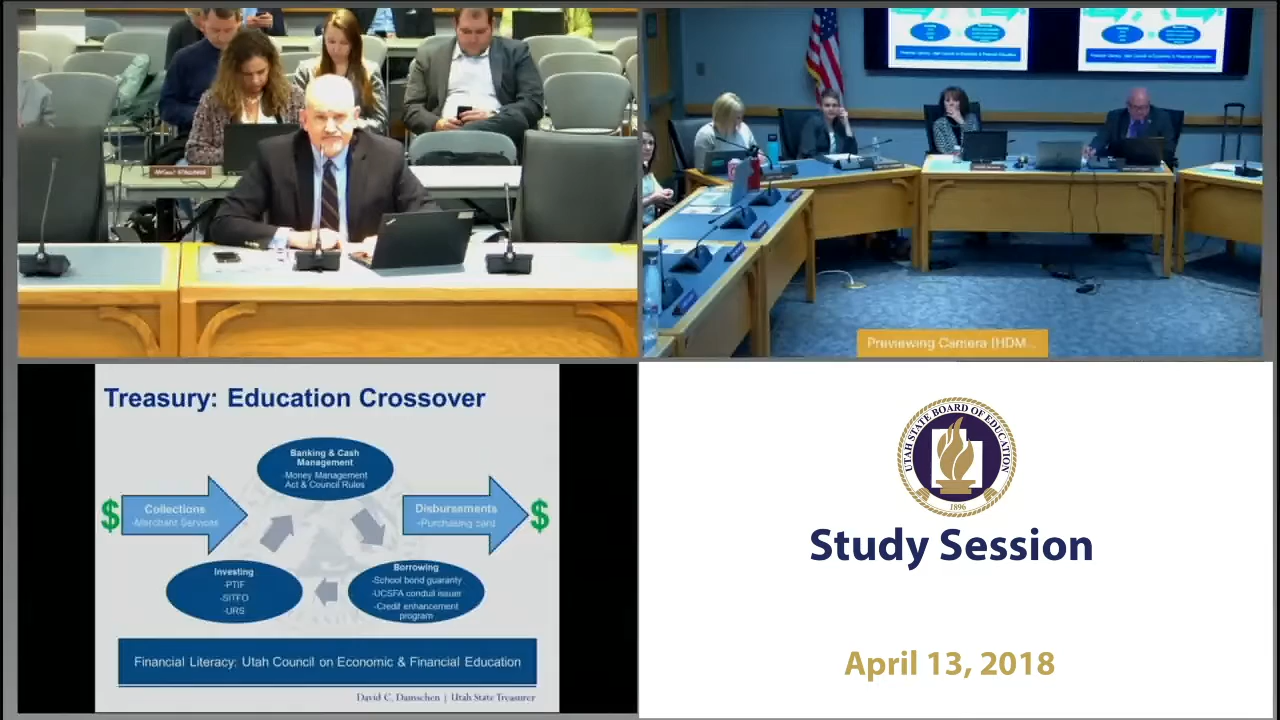 Previewing Camera (HDM...
Treasury: Education Crossover
Banking & Cash
Management
-Money Management
Act & Council Rules
$
Collections
-Merchant Services
Disbursements
-Purchasing card
$
Investing
-PTIF
-SITFO
-URS
Borrowing
-School bond guaranty
-UCSFA conduit issuer
-Credit enhancement
program
Financial Literacy: Utah Council on Economic & Financial Education
David C. Damschen | Utah State Treasurer
UTAH STATE BOARD OF EDUCATION
1896
Study Session
April 13, 2018